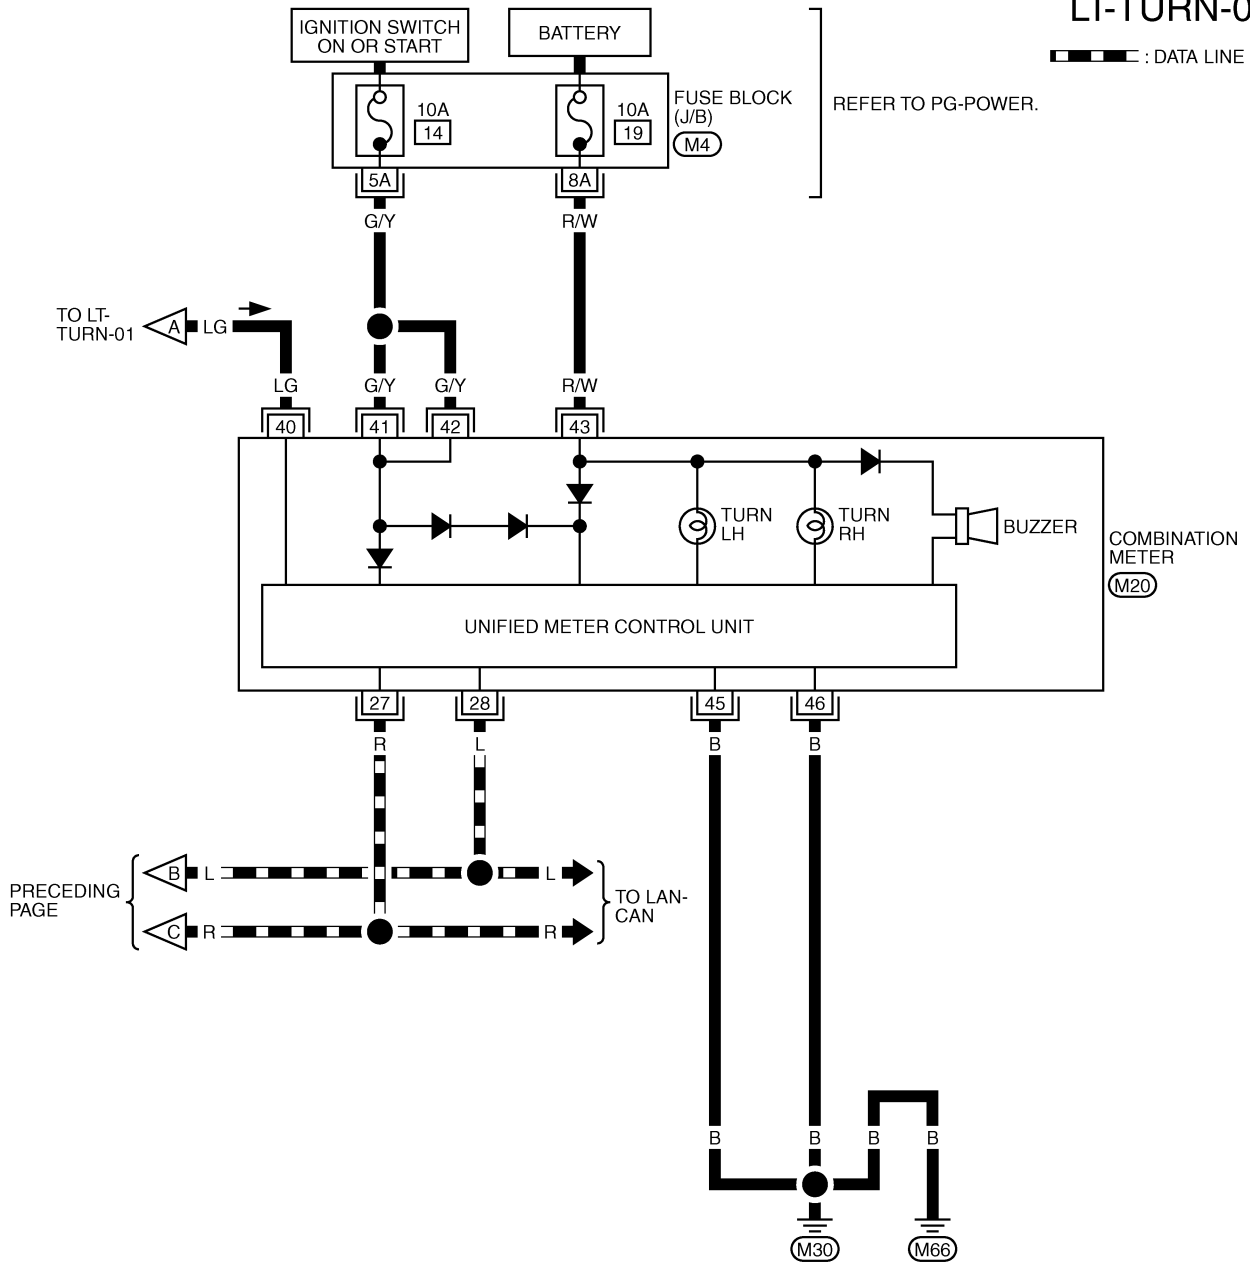 LT-TURN-0
: DATA LINE
IGNITION SWITCH
ON OR START
BATTERY
10A
14
10A
19
FUSE BLOCK
(J/B)
M4
REFER TO PG-POWER.
5A
8A
G/Y
R/W
TO LT-
TURN-01
A
LG
LG
G/Y
G/Y
R/W
40
41
42
43
TURN
LH
TURN
RH
BUZZER
COMBINATION
METER
M20
UNIFIED METER CONTROL UNIT
27
28
45
46
R
L
B
B
PRECEDING
PAGE
B
L
L
C
R
R
TO LAN-
CAN
B
B
B
B
M30
M66